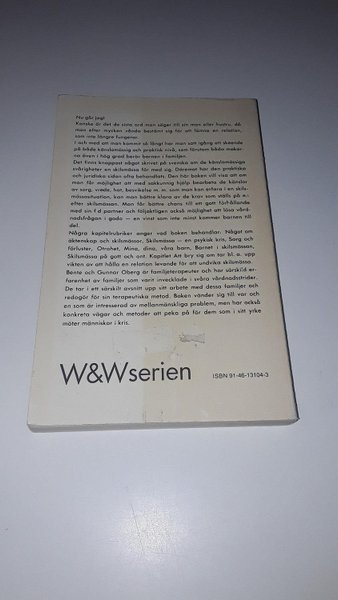 Nu går jag!
Kanske är det de sista ord man säger till sin man eller hustru, då
man efter mycken vånda bestämt sig för att lämna en relation,
som inte längre fungerar.
I och med att man kommit så långt har man satt igång ett skeende
på både känslomässig och praktisk nivå, som förutom båda makar-
na även i hög grad berör barnen i familjen.
Det finns knappast något skrivet på svenska om de känslomässiga
svårigheter en skilsmässa för med sig. Däremot har den praktiska
och juridiska sidan ofta behandlats. Den här boken vill visa att om
man får möjlighet att med sakkunnig hjälp bearbeta de känslor
av sorg, vrede, hat, besvikelse m. m. som man kan erfara i en skils-
mässosituation, kan man bättre klara av de krav som ställs på en
efter skilsmässan. Man får bättre chans till ett gott förhållande
med sin f d partner och följaktligen också möjlighet att lösa vård-
nadsfrågan i godo — en vinst som inte minst kommer barnen till
del.
Några kapitelrubriker anger vad boken behandlar: Något om
äktenskap och skilsmässor, Skilsmässa — en psykisk kris, Sorg och
förluster, Otrohet, Mina, dina, våra barn, Barnet i skilsmässan,
Skilsmässa på gott och ont. Kapitlet Att bry sig om tar bl. a. upp
vikten av att hålla en relation levande för att undvika skilsmässa.
Bente och Gunnar Öberg är familjeterapeuter och har särskild er-
farenhet av familjer som varit invecklade i svåra vårdnadsstrider.
De tar i ett särskilt avsnitt upp sitt arbete med dessa familjer och
redogör för sin terapeutiska metod. Boken vänder sig till var och
en som är intresserad av mellanmänskliga problem, men har också
konkreta vägar och metoder att peka på för dem som i sitt yrke
möter människor i kris.
W&Wserien
ISBN 91-46-13104-3